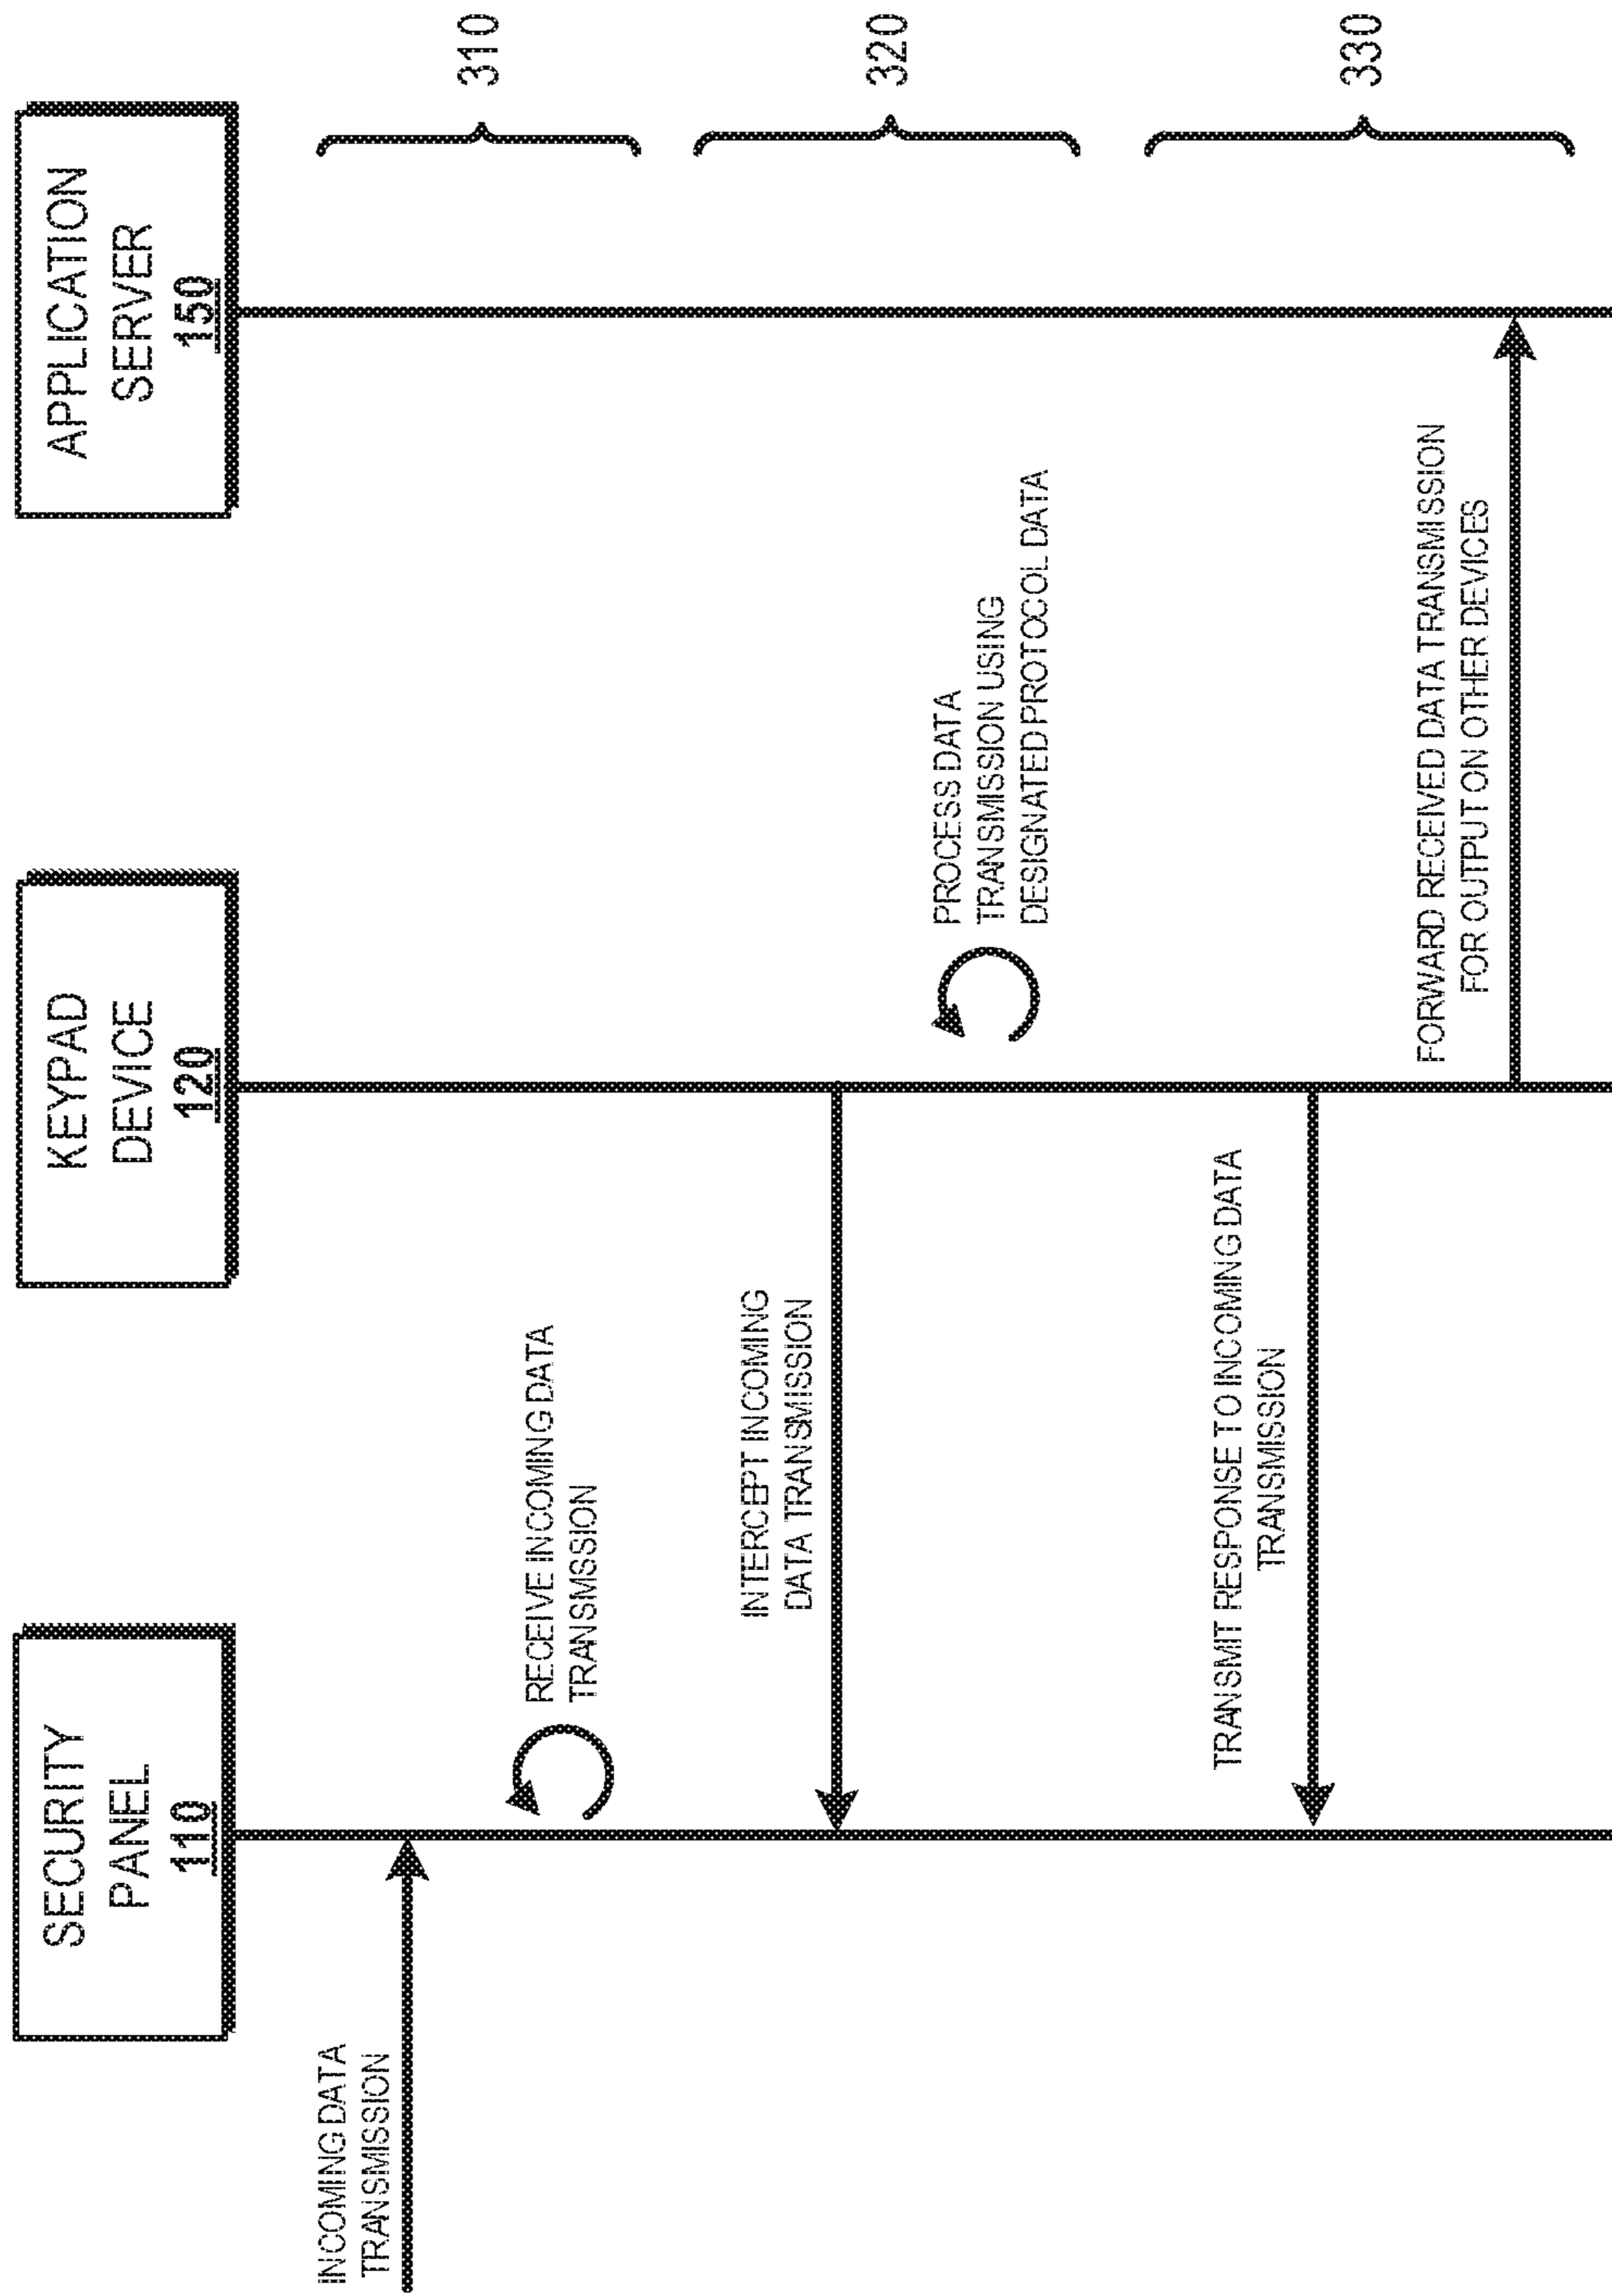 SECURITY
PANEL
110
KEYPAD
DEVICE
120
APPLICATION
SERVER
150
INCOMING DATA
TRANSMISSION
310
RECEIVE INCOMING DATA
TRANSMSSION
INTERCEPT INCOMING
DATA TRANSMISSION
320
PROCESS DATA
TRANSMISSION USING
DESIGNATED PROTOCOL DATA
TRANSMIT RESPONSE TO INCOMING DATA
TRANSMISSION
330
FORWARD RECEIVED DATA TRANSMISSION
FOR OUTPUT ON OTHER DEVICES